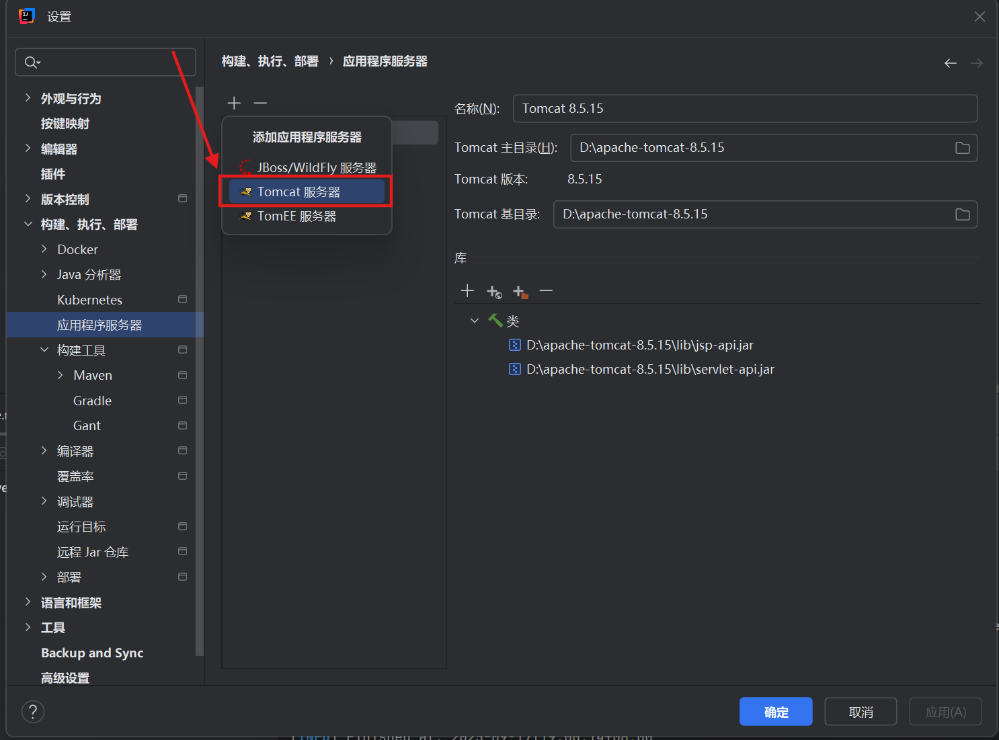 设置
构建、执行、部署 › 应用程序服务器
外观与行为
按键映射
编辑器
插件
版本控制
构建、执行、部署
Docker
Java 分析器
Kubernetes
应用程序服务器
构建工具
Maven
Gradle
Gant
编译器
覆盖率
调试器
运行目标
远程 Jar 仓库
部署
语言和框架
工具
Backup and Sync
高级设置
添加应用程序服务器
JBoss/WildFly 服务器
Tomcat 服务器
TomEE 服务器
名称(N): Tomcat 8.5.15
Tomcat 主目录(H): D:\apache-tomcat-8.5.15
Tomcat 版本: 8.5.15
Tomcat 基目录: D:\apache-tomcat-8.5.15
库
类
D:\apache-tomcat-8.5.15\lib\jsp-api.jar
D:\apache-tomcat-8.5.15\lib\servlet-api.jar
?
确定 取消 应用(A)